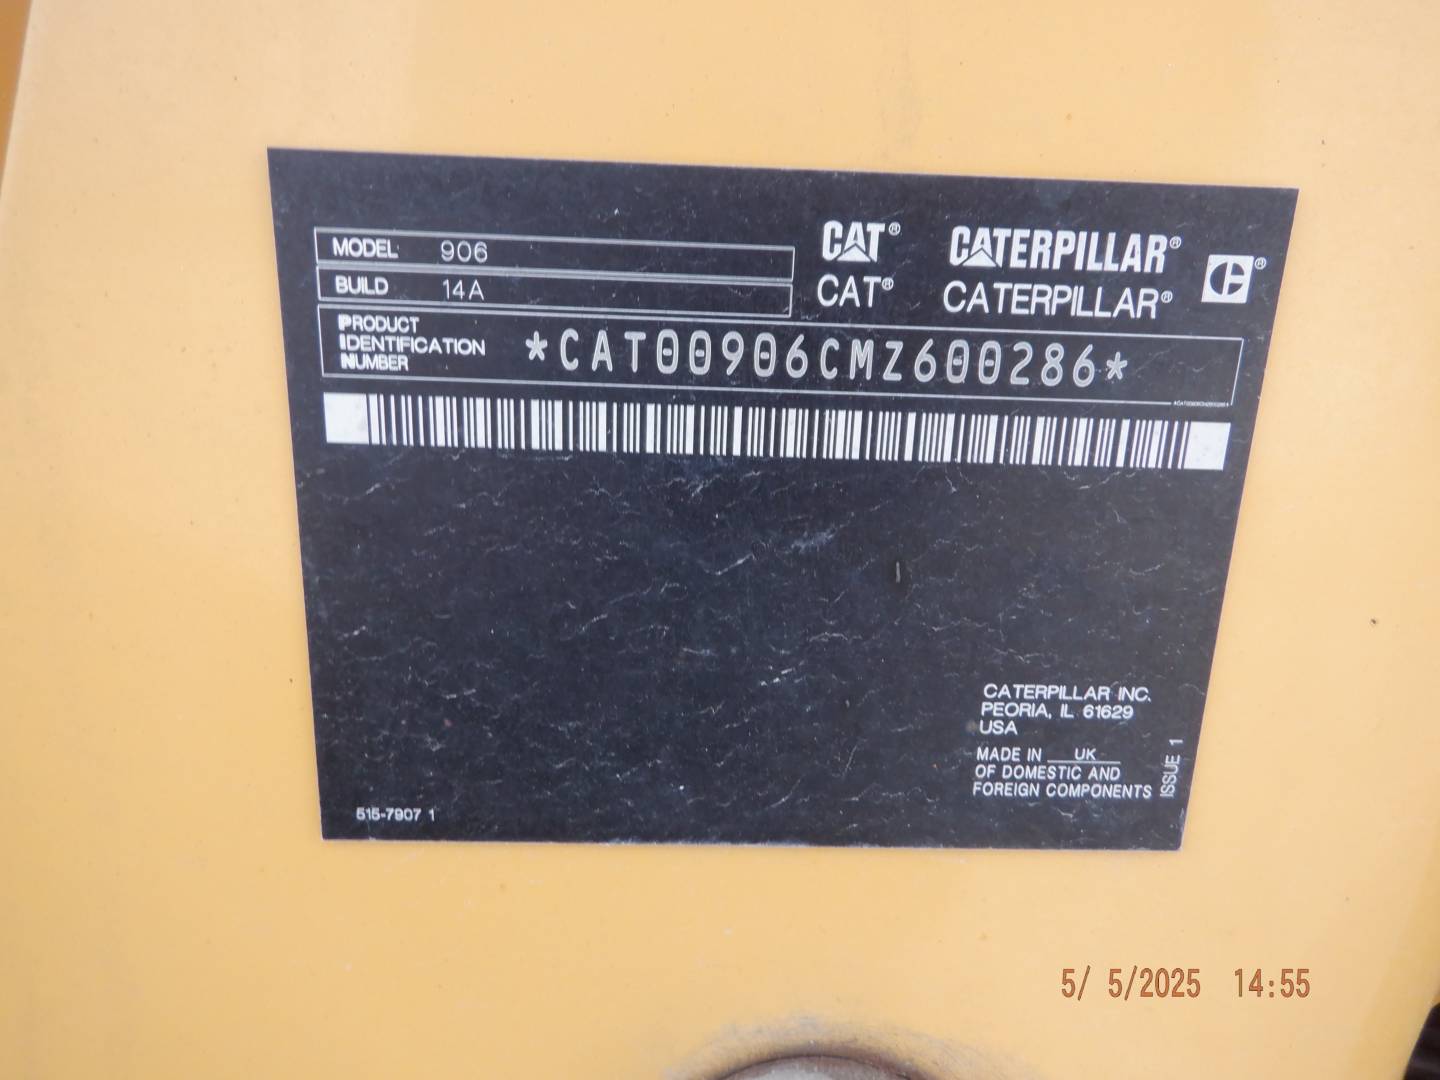 MODEL 906
BUILD 14A
CAT® CATERPILLAR®
CAT® CATERPILLAR®
PRODUCT
IDENTIFICATION
NUMBER
*CAT00906CMZ600286*
CATERPILLAR INC.
PEORIA, IL 61629
USA
MADE IN UK
OF DOMESTIC AND
FOREIGN COMPONENTS
ISSUE 1
515-7907 1
5/ 5/2025 14:55